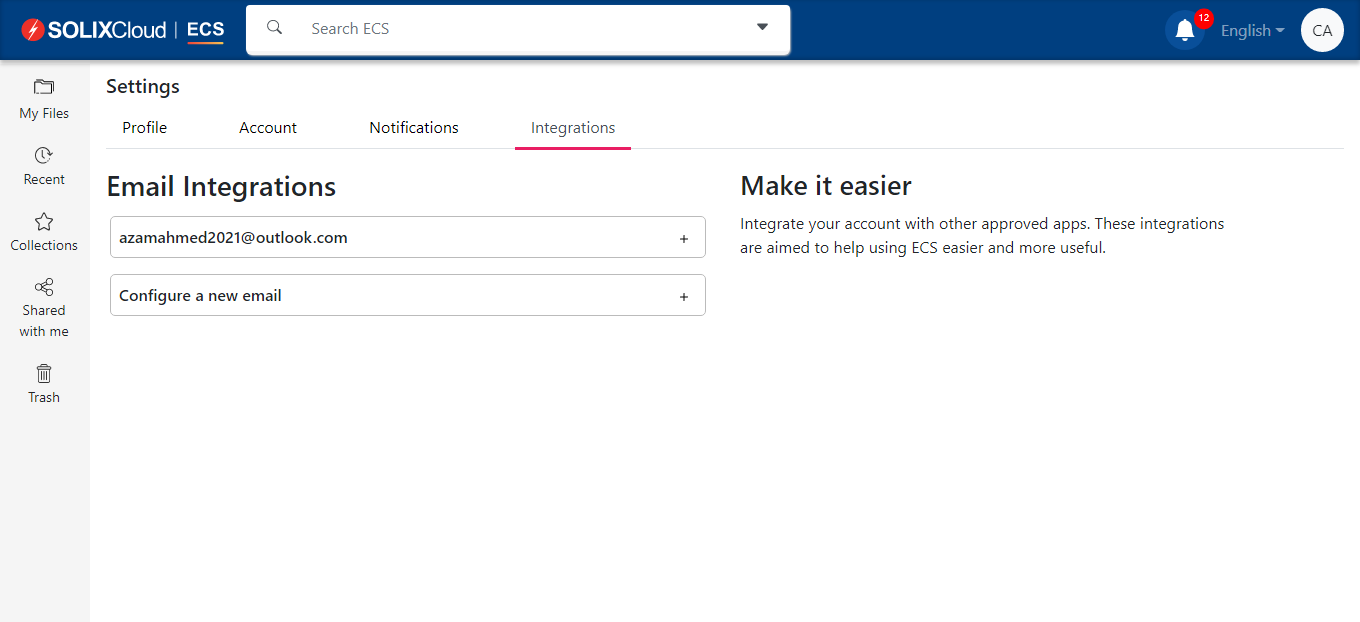 SOLIXCloud | ECS
Search ECS
12
English
CA
My Files
Recent
Collections
Shared
with me
Trash
Settings
Profile
Account
Notifications
Integrations
Email Integrations
azamahmed2021@outlook.com
+
Configure a new email
+
Make it easier
Integrate your account with other approved apps. These integrations
are aimed to help using ECS easier and more useful.